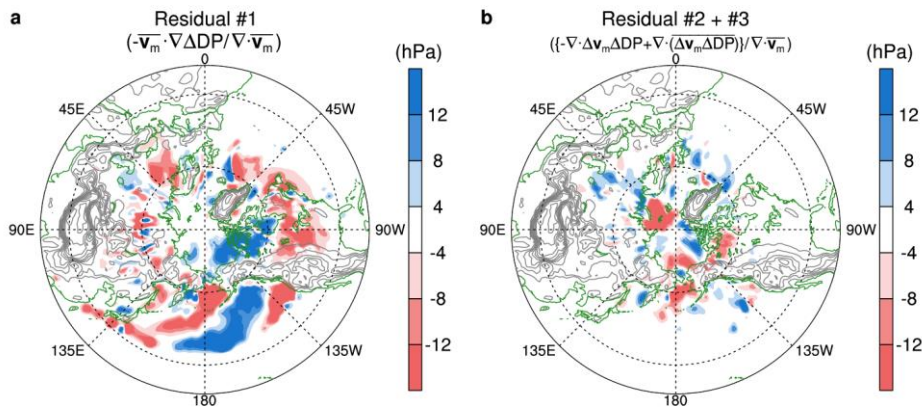 a
Residual #1
(-v̅m̅·∇ΔDP/∇·v̅m̅)
(hPa)
0
45E
45W
90E
90W
135E
135W
180
12
8
4
-4
-8
-12
b
Residual #2 + #3
({-∇·ΔvmΔDP+∇·(Δ̅v̅m̅Δ̅D̅P̅)}/∇·v̅m̅)
(hPa)
0
45E
45W
90E
90W
135E
135W
180
12
8
4
-4
-8
-12